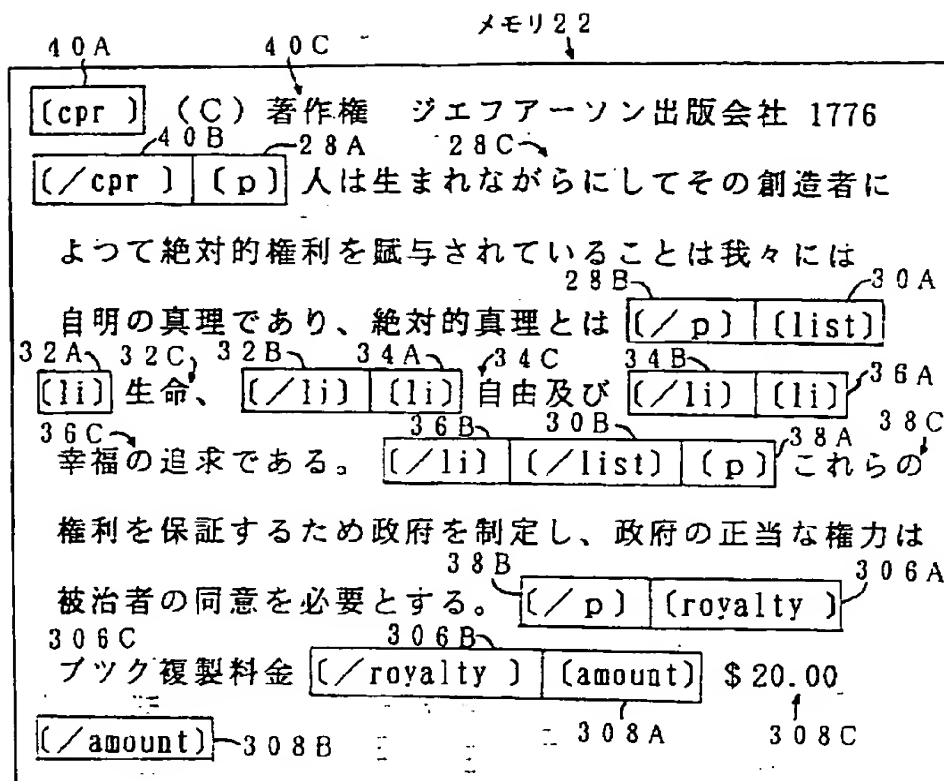 メモリ22
40A 40C
(cpr) (C) 著作権 ジエフアーソン出版会社 1776
40B 28A 28C
(/cpr) (p) 人は生まれながらにしてその創造者に
よつて絶対的権利を賦与されていることは我々には
28B 30A
自明の真理であり、絶対的真理とは (/p) (list)
32A 32C 32B 34A 34C 34B 36A
(li) 生命、 (/li) (li) 自由及び (/li) (li)
36C 36B 30B 38A 38C
幸福の追求である。 (/li) (/list) (p) これらの
権利を保証するため政府を制定し、政府の正当な権力は
38B 306A
被治者の同意を必要とする。 (/p) (royalty)
306C 306B
ブツク複製料金 (/royalty) (amount) $20.00
(/amount) 308B 308A 308C